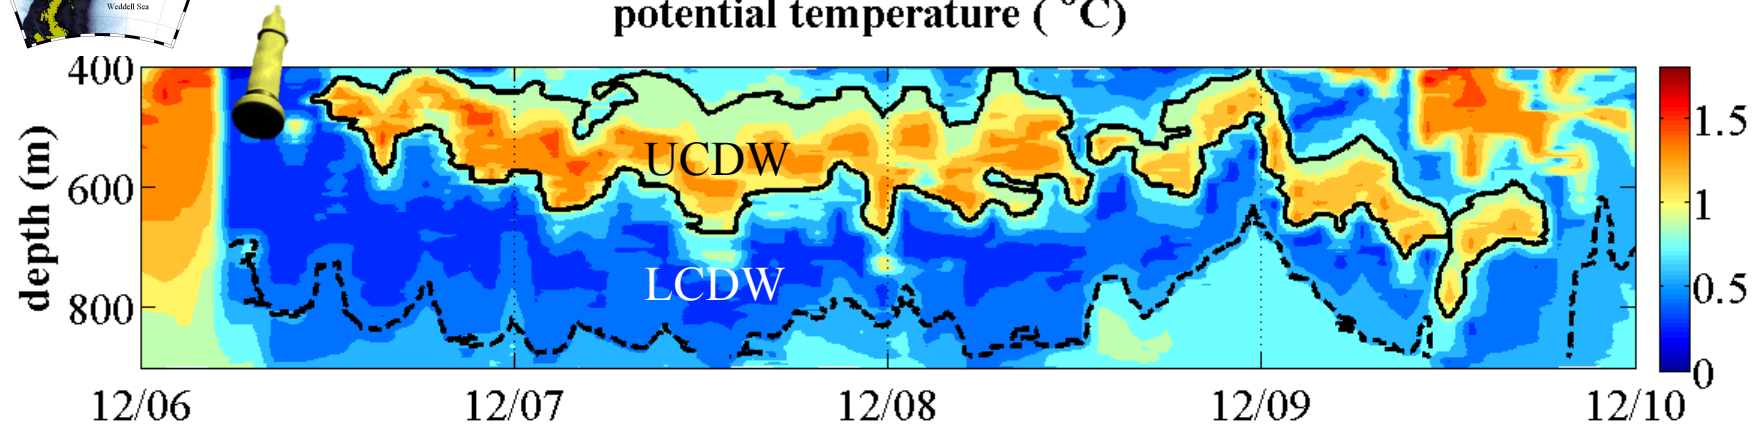 Weddell Sea
potential temperature ( °C)
400
600
800
depth (m)
UCDW
LCDW
1.5
1
0.5
0
12/06 12/07 12/08 12/09 12/10